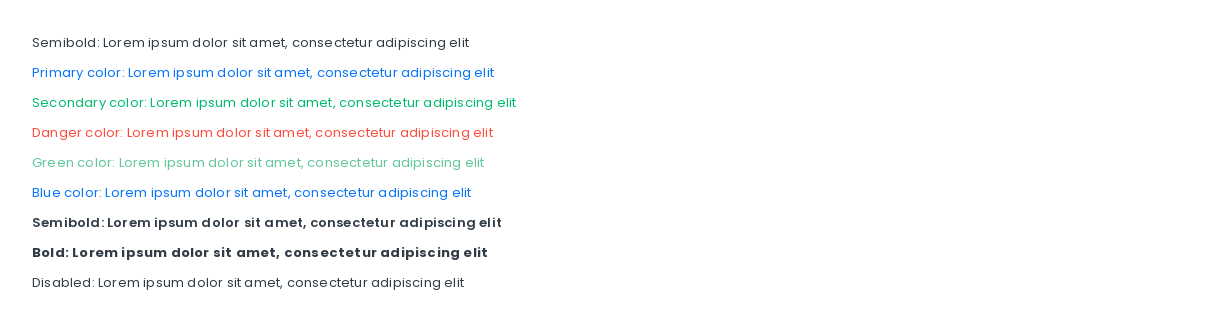 Semibold: Lorem ipsum dolor sit amet, consectetur adipiscing elit
Primary color: Lorem ipsum dolor sit amet, consectetur adipiscing elit
Secondary color: Lorem ipsum dolor sit amet, consectetur adipiscing elit
Danger color: Lorem ipsum dolor sit amet, consectetur adipiscing elit
Green color: Lorem ipsum dolor sit amet, consectetur adipiscing elit
Blue color: Lorem ipsum dolor sit amet, consectetur adipiscing elit
Semibold: Lorem ipsum dolor sit amet, consectetur adipiscing elit
Bold: Lorem ipsum dolor sit amet, consectetur adipiscing elit
Disabled: Lorem ipsum dolor sit amet, consectetur adipiscing elit